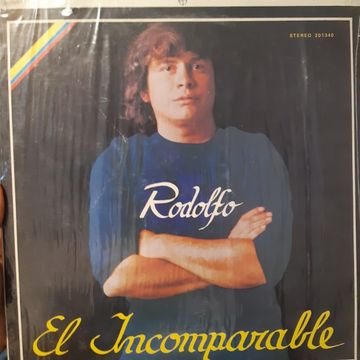 STEREO 201340
Rodolfo
El Incomparable